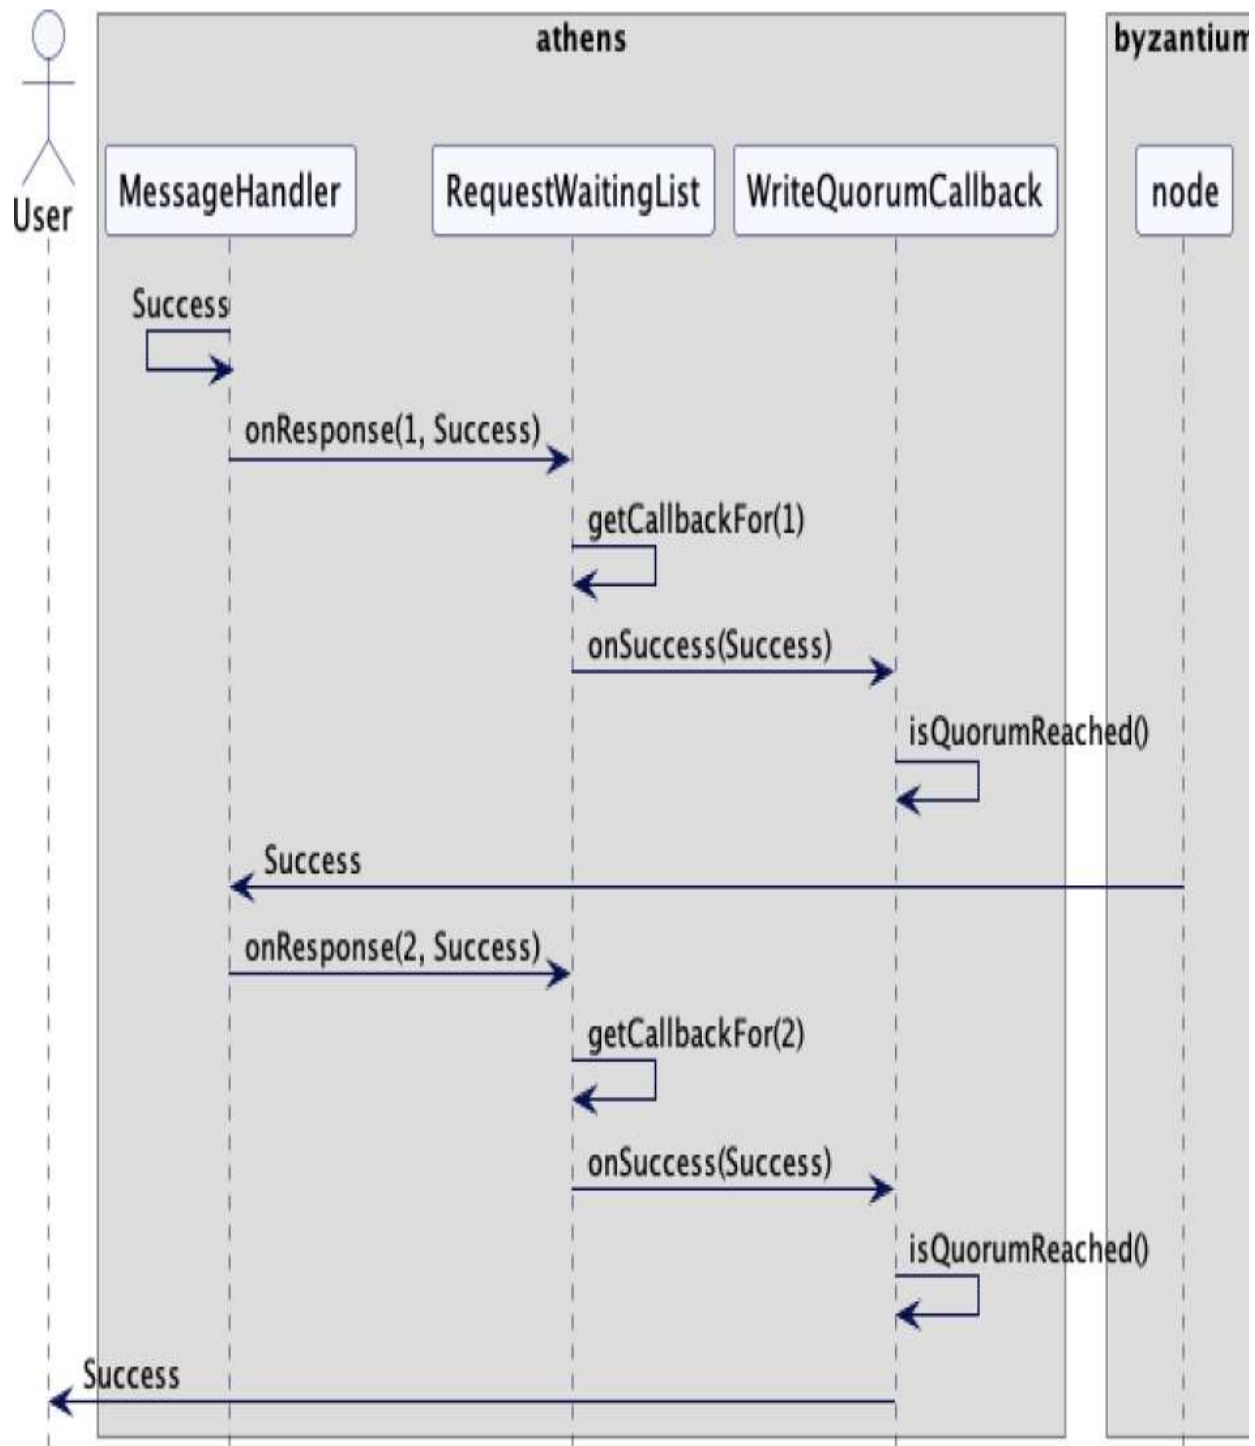 athens
byzantium
User
MessageHandler
RequestWaitingList
WriteQuorumCallback
node
Success
onResponse(1, Success)
getCallbackFor(1)
onSuccess(Success)
isQuorumReached()
Success
onResponse(2, Success)
getCallbackFor(2)
onSuccess(Success)
isQuorumReached()
Success